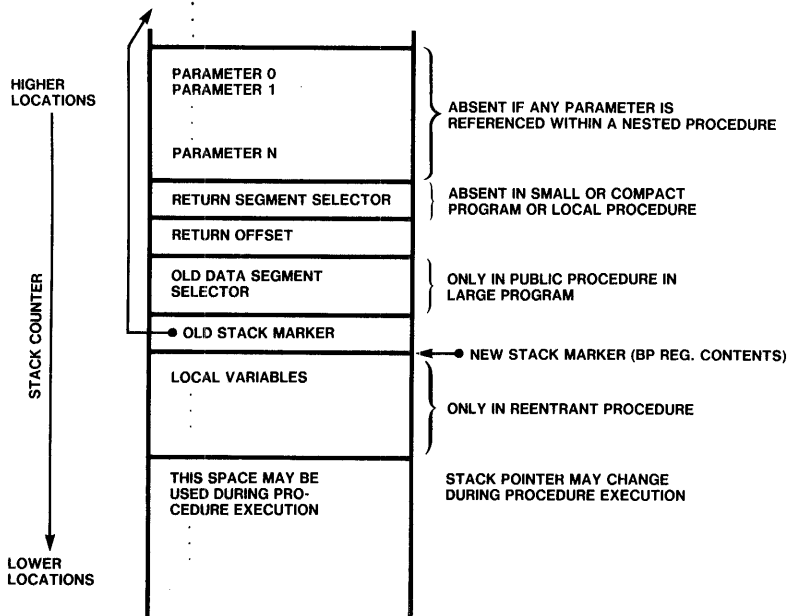 HIGHER
LOCATIONS
STACK COUNTER
LOWER
LOCATIONS
PARAMETER 0
PARAMETER 1
PARAMETER N
RETURN SEGMENT SELECTOR
RETURN OFFSET
OLD DATA SEGMENT
SELECTOR
OLD STACK MARKER
LOCAL VARIABLES
THIS SPACE MAY BE
USED DURING PRO-
CEDURE EXECUTION
ABSENT IF ANY PARAMETER IS
REFERENCED WITHIN A NESTED PROCEDURE
ABSENT IN SMALL OR COMPACT
PROGRAM OR LOCAL PROCEDURE
ONLY IN PUBLIC PROCEDURE IN
LARGE PROGRAM
NEW STACK MARKER (BP REG. CONTENTS)
ONLY IN REENTRANT PROCEDURE
STACK POINTER MAY CHANGE
DURING PROCEDURE EXECUTION